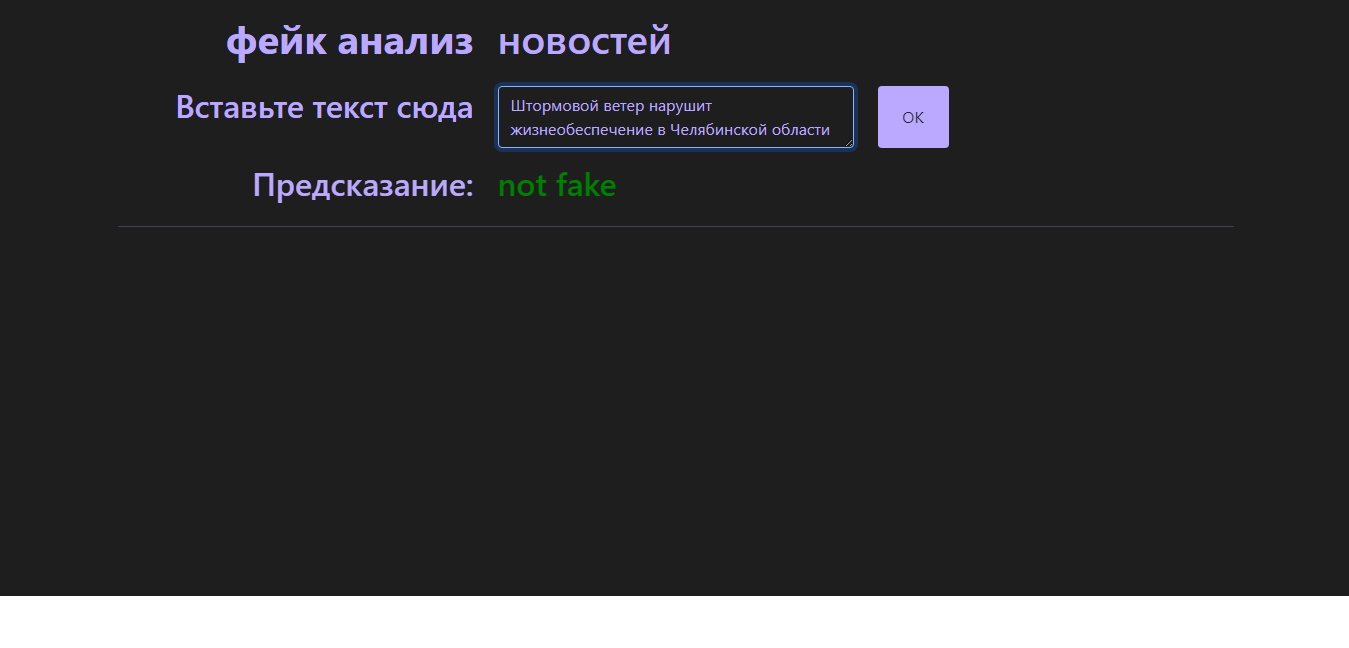 фейк анализ новостей
Вставьте текст сюда
Штормовой ветер нарушит
жизнеобеспечение в Челябинской области
OK
Предсказание: not fake